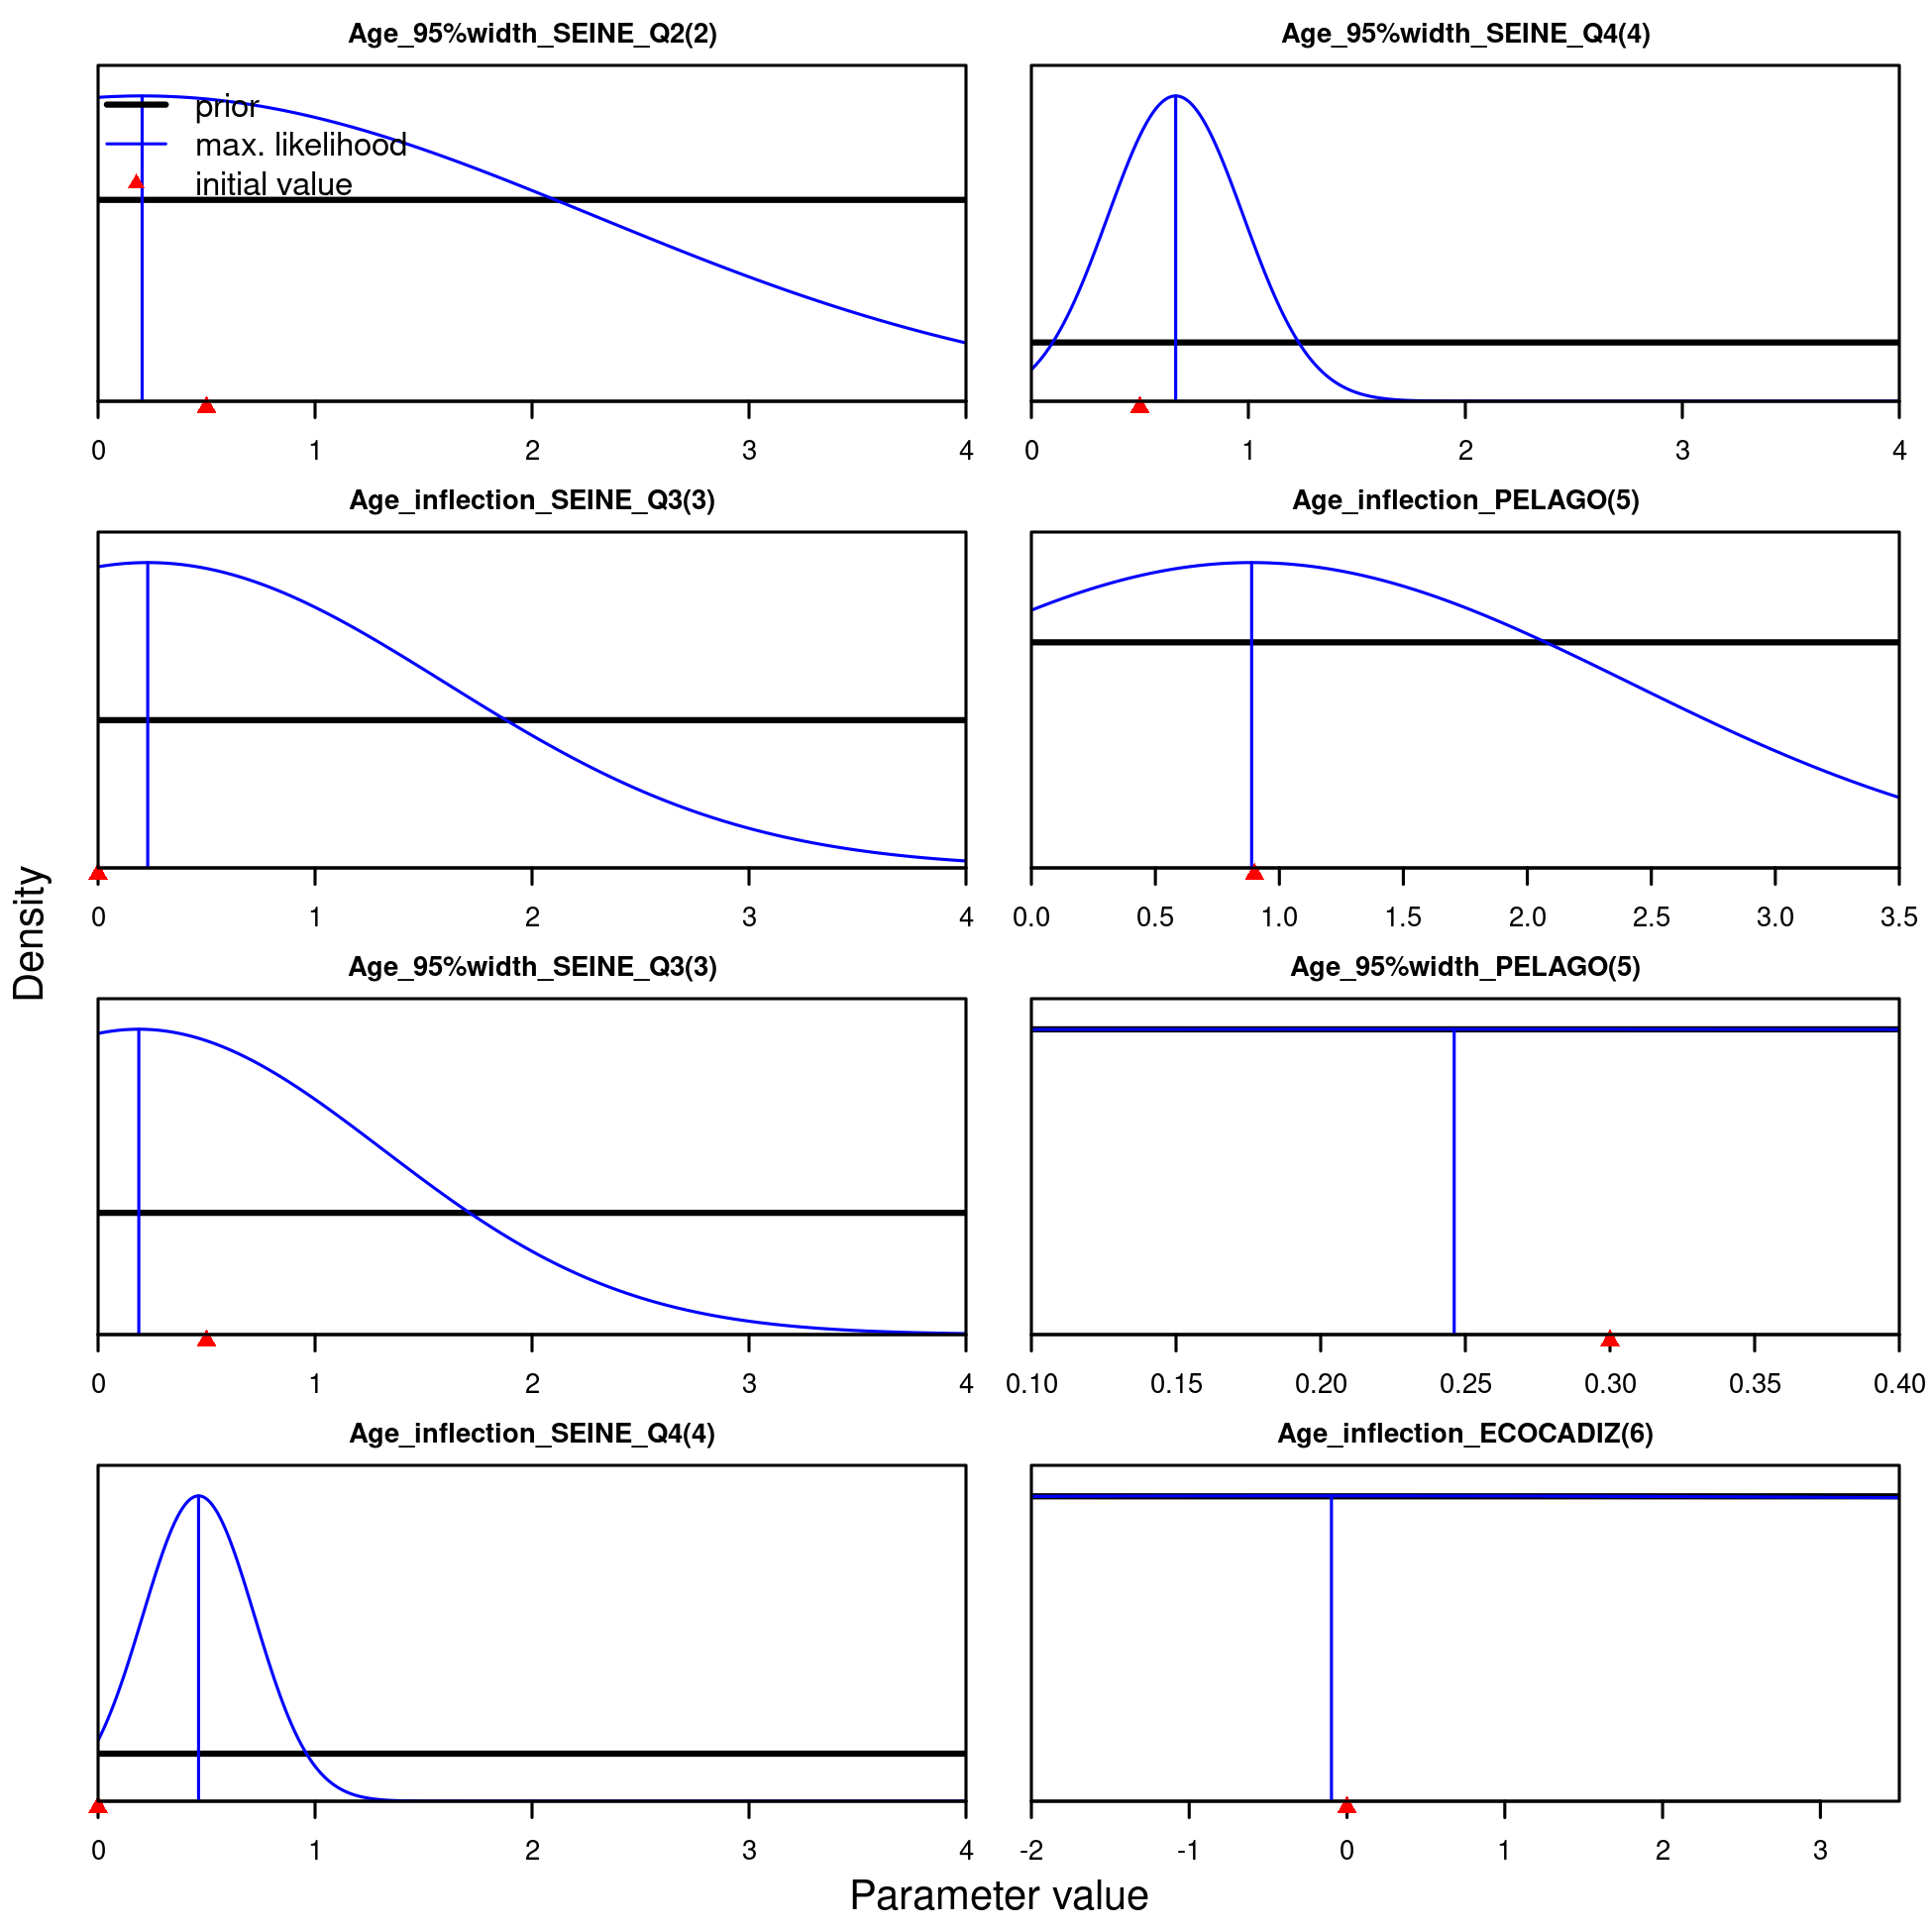 Age_95%width_SEINE_Q2(2)
prior
max. likelihood
initial value
0 1 2 3 4
Age_95%width_SEINE_Q4(4)
0 1 2 3 4
Age_inflection_SEINE_Q3(3)
0 1 2 3 4
Age_inflection_PELAGO(5)
0.0 0.5 1.0 1.5 2.0 2.5 3.0 3.5
Density
Age_95%width_SEINE_Q3(3)
0 1 2 3 4
Age_95%width_PELAGO(5)
0.10 0.15 0.20 0.25 0.30 0.35 0.40
Age_inflection_SEINE_Q4(4)
0 1 2 3 4
Age_inflection_ECOCADIZ(6)
-2 -1 0 1 2 3
Parameter value